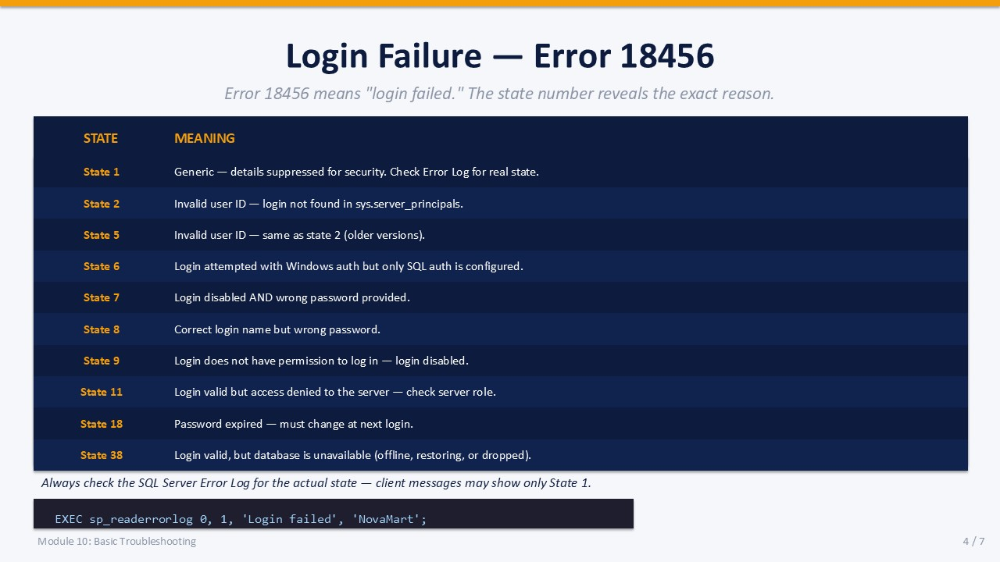 Login Failure — Error 18456
Error 18456 means "login failed." The state number reveals the exact reason.
STATE MEANING
State 1 Generic — details suppressed for security. Check Error Log for real state.
State 2 Invalid user ID — login not found in sys.server_principals.
State 5 Invalid user ID — same as state 2 (older versions).
State 6 Login attempted with Windows auth but only SQL auth is configured.
State 7 Login disabled AND wrong password provided.
State 8 Correct login name but wrong password.
State 9 Login does not have permission to log in — login disabled.
State 11 Login valid but access denied to the server — check server role.
State 18 Password expired — must change at next login.
State 38 Login valid, but database is unavailable (offline, restoring, or dropped).
Always check the SQL Server Error Log for the actual state — client messages may show only State 1.
EXEC sp_readerrorlog 0, 1, 'Login failed', 'NovaMart';
Module 10: Basic Troubleshooting
4 / 7